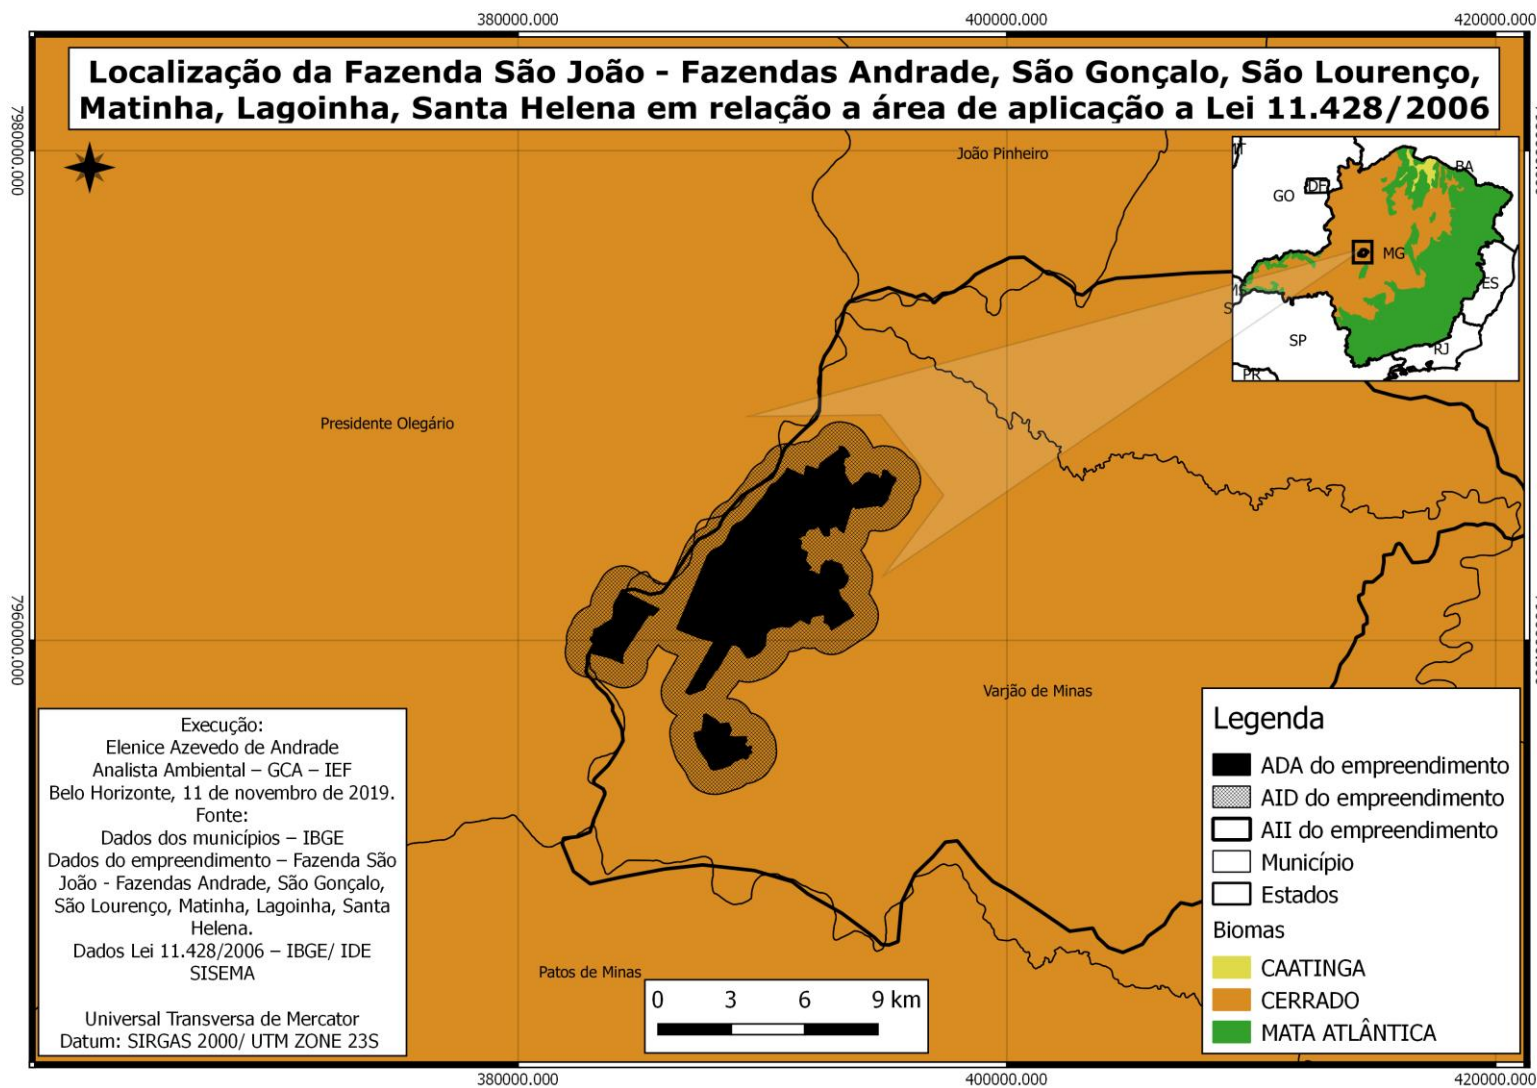 380000.000
400000.000
420000.000
Localização da Fazenda São João - Fazendas Andrade, São Gonçalo, São Lourenço,
Matinha, Lagoinha, Santa Helena em relação a área de aplicação a Lei 11.428/2006
7980000.000
João Pinheiro
BA
DF
GO
MG
ES
SP
RJ
PR
Presidente Olegário
7960000.000
Varjão de Minas
Patos de Minas
Execução:
Elenice Azevedo de Andrade
Analista Ambiental – GCA – IEF
Belo Horizonte, 11 de novembro de 2019.
Fonte:
Dados dos municípios – IBGE
Dados do empreendimento – Fazenda São
João - Fazendas Andrade, São Gonçalo,
São Lourenço, Matinha, Lagoinha, Santa
Helena.
Dados Lei 11.428/2006 – IBGE/ IDE
SISEMA
Universal Transversa de Mercator
Datum: SIRGAS 2000/ UTM ZONE 23S
0 3 6 9 km
Legenda
ADA do empreendimento
AID do empreendimento
AII do empreendimento
Município
Estados
Biomas
CAATINGA
CERRADO
MATA ATLÂNTICA
380000.000
400000.000
420000.000